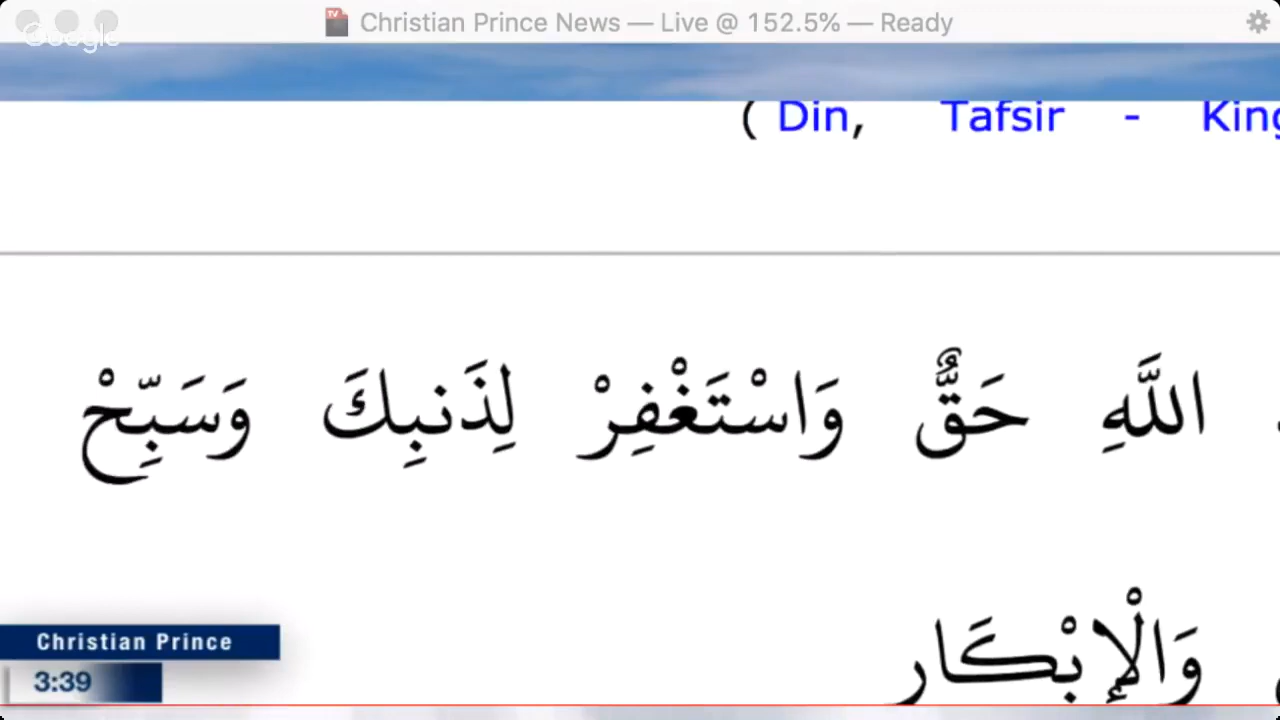 Google
Christian Prince News — Live @ 152.5% — Ready
( Din, Tafsir - King
اللَّهِ حَقٌّ وَاسْتَغْفِرْ لِذَنبِكَ وَسَبِّحْ
وَالْإِبْكَار
Christian Prince
3:39